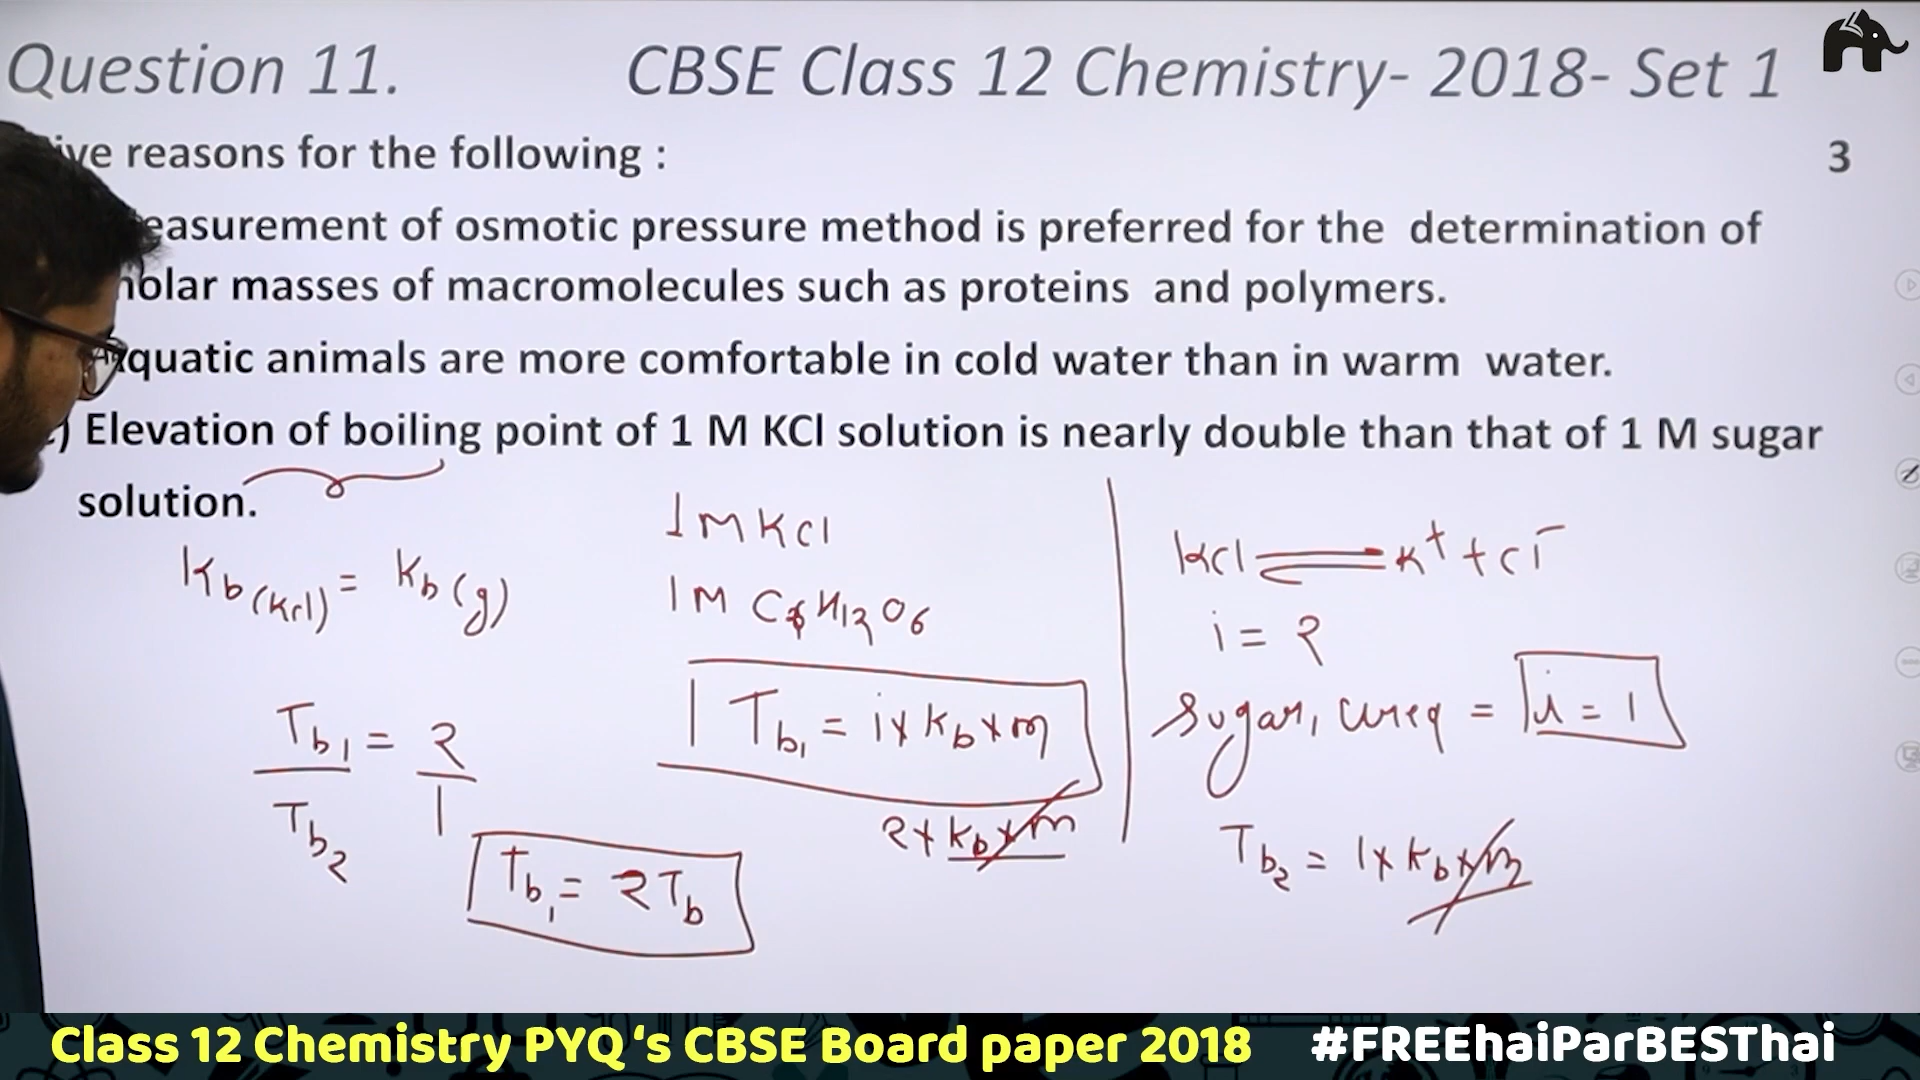 Question 11. CBSE Class 12 Chemistry- 2018- Set 1
ive reasons for the following : 3
easurement of osmotic pressure method is preferred for the determination of
olar masses of macromolecules such as proteins and polymers.
Aquatic animals are more comfortable in cold water than in warm water.
) Elevation of boiling point of 1 M KCl solution is nearly double than that of 1 M sugar
solution.
Kb(KCl) = Kb(g)
Tb1 = 2
Tb2 1
Tb1 = 2Tb
1M KCl
1M C6H12O6
Tb1 = i x Kb x m
2 x Kb x m
KCl ⇌ K+ + Cl-
i = 2
Sugar, urea = i = 1
Tb2 = 1 x Kb x m
Class 12 Chemistry PYQ‘s CBSE Board paper 2018 #FREEhaiParBESThai